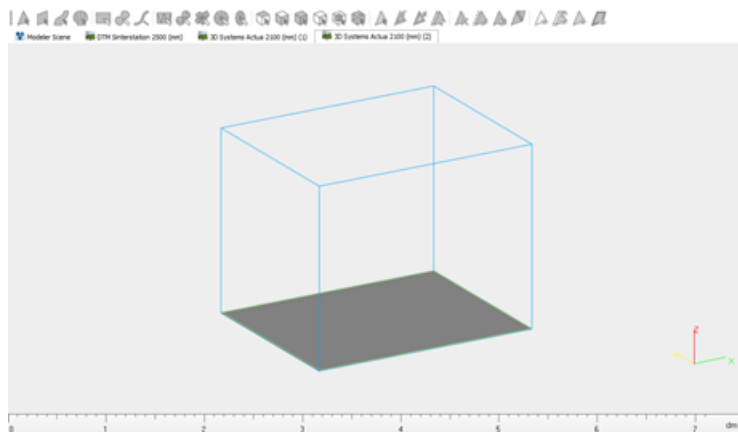 Modeler Scene
DTM Sinterstation 2500 (mm)
3D Systems Actua 2100 (mm) (1)
3D Systems Actua 2100 (mm) (2)
Z
X
0 1 2 3 4 5 6 7 dm